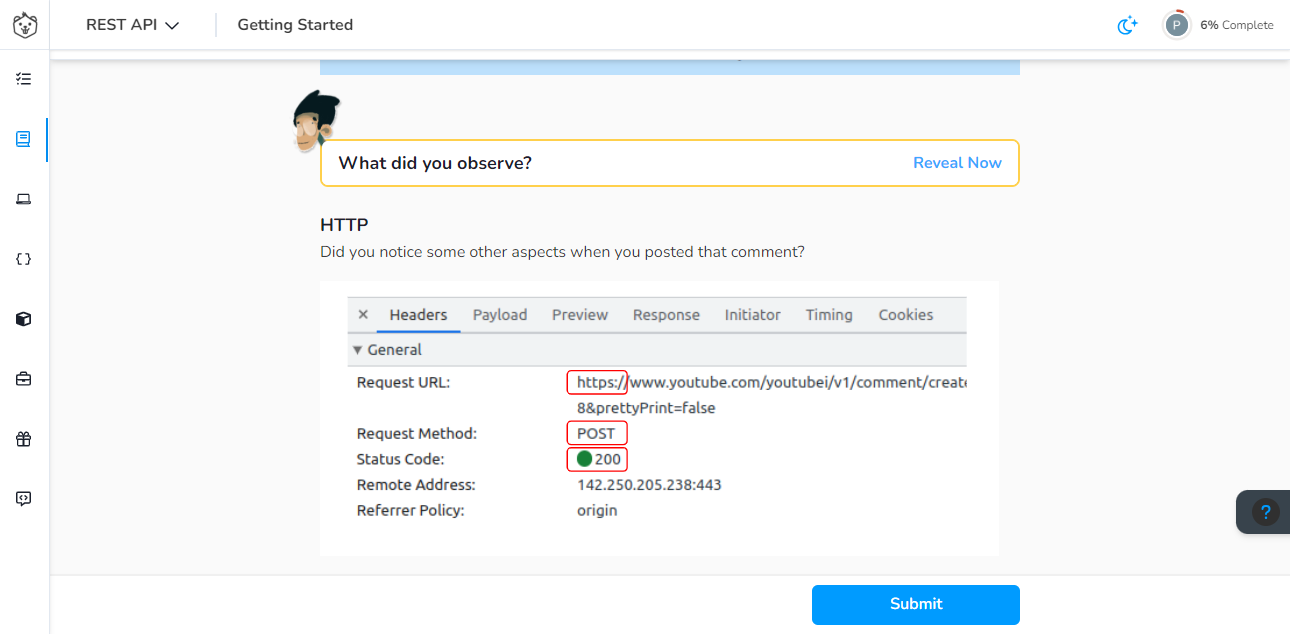 REST API
Getting Started
P
6% Complete
What did you observe?
Reveal Now
HTTP
Did you notice some other aspects when you posted that comment?
× Headers Payload Preview Response Initiator Timing Cookies
▼ General
Request URL: https://www.youtube.com/youtubei/v1/comment/create
8&prettyPrint=false
Request Method: POST
Status Code: 200
Remote Address: 142.250.205.238:443
Referrer Policy: origin
?
Submit